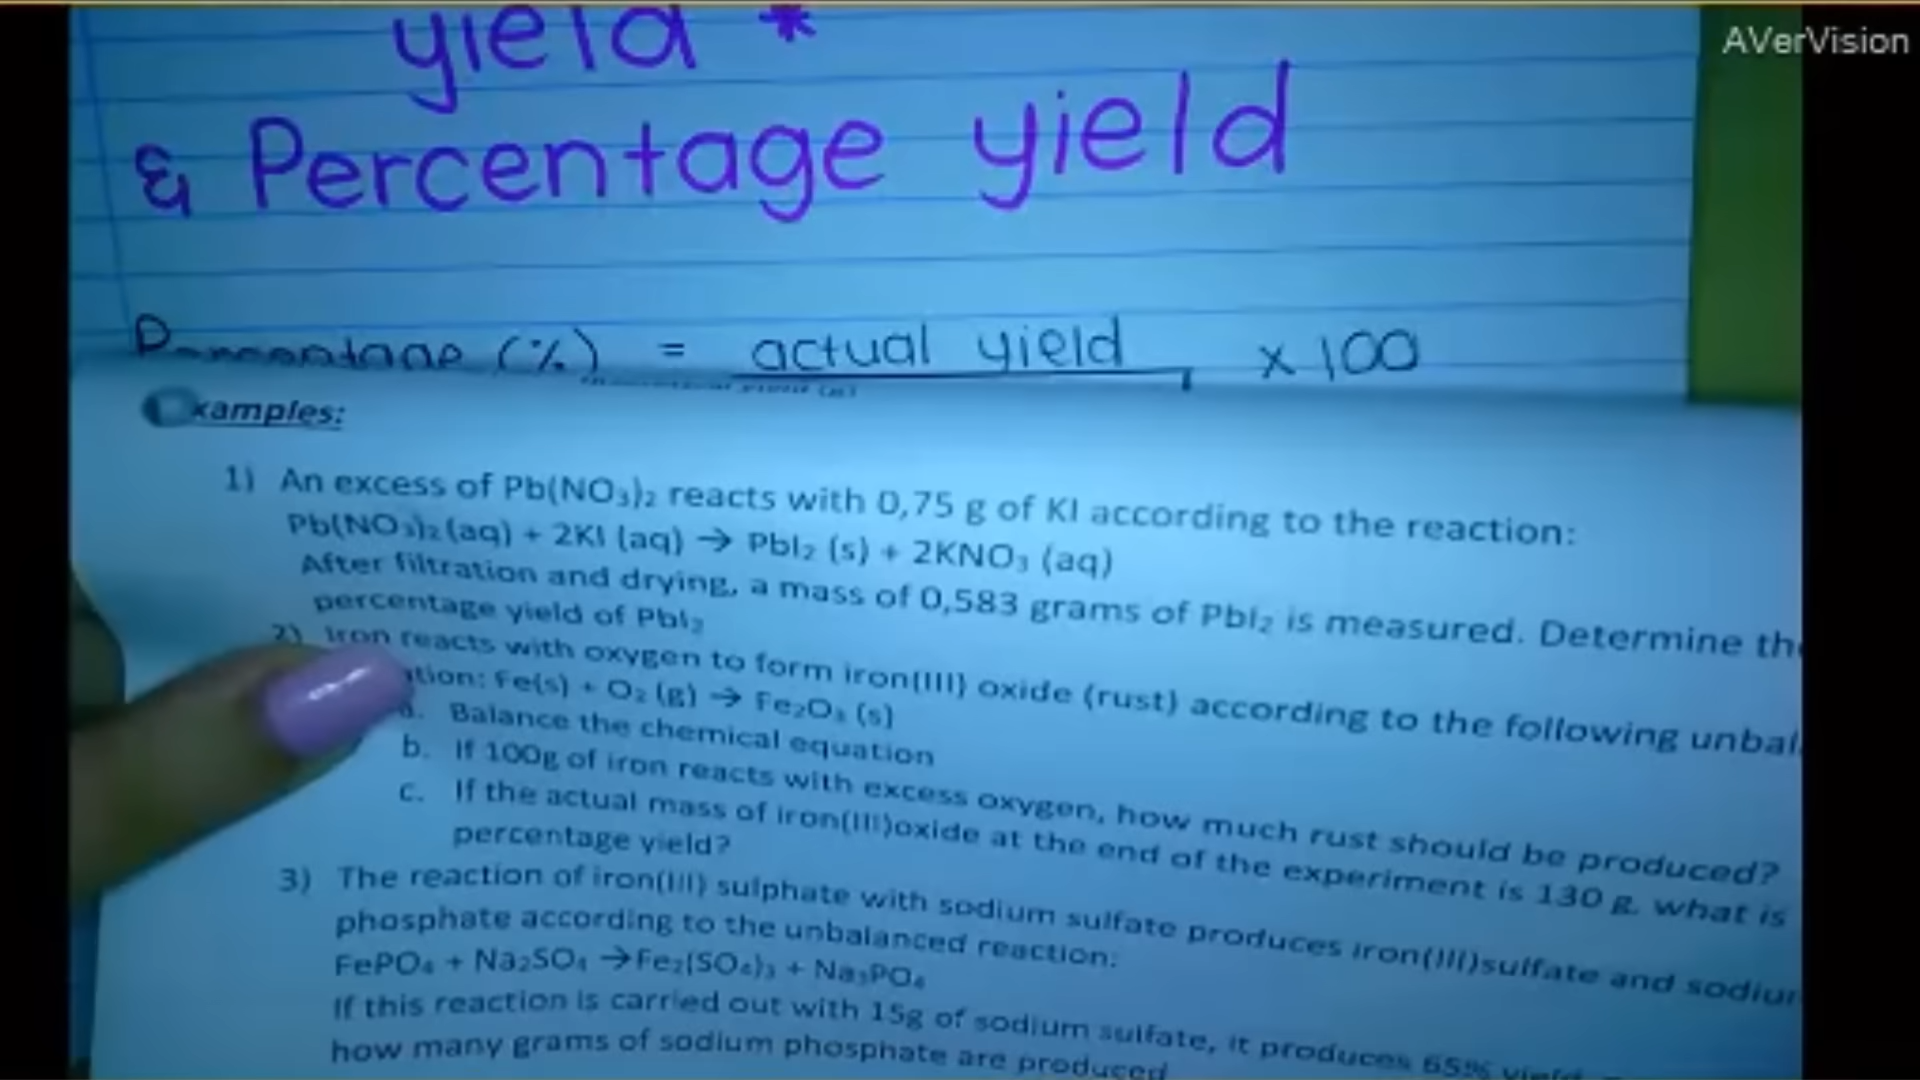 yield *
AVerVision
& Percentage yield
Percentage (%) = actual yield x 100
xamples:
1) An excess of Pb(NO₃)₂ reacts with 0,75 g of KI according to the reaction:
Pb(NO₃)₂ (aq) + 2KI (aq) → PbI₂ (s) + 2KNO₃ (aq)
After filtration and drying, a mass of 0,583 grams of PbI₂ is measured. Determine th
percentage yield of PbI₂
2) Iron reacts with oxygen to form iron(III) oxide (rust) according to the following unbal
ation: Fe(s) + O₂ (g) → Fe₂O₃ (s)
a. Balance the chemical equation
b. If 100g of iron reacts with excess oxygen, how much rust should be produced?
c. If the actual mass of iron(III)oxide at the end of the experiment is 130 g. what is
percentage yield?
3) The reaction of iron(III) sulphate with sodium sulfate produces iron(III)sulfate and sodiu
phosphate according to the unbalanced reaction:
FePO₄ + Na₂SO₄ → Fe₂(SO₄)₃ + Na₃PO₄
If this reaction is carried out with 15g of sodium sulfate, it produces 65% yield.
how many grams of sodium phosphate are produced